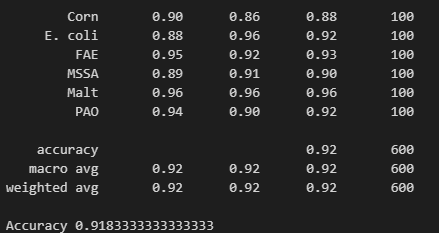 Corn 0.90 0.86 0.88 100
E. coli 0.88 0.96 0.92 100
FAE 0.95 0.92 0.93 100
MSSA 0.89 0.91 0.90 100
Malt 0.96 0.96 0.96 100
PAO 0.94 0.90 0.92 100
accuracy 0.92 600
macro avg 0.92 0.92 0.92 600
weighted avg 0.92 0.92 0.92 600
Accuracy 0.9183333333333333